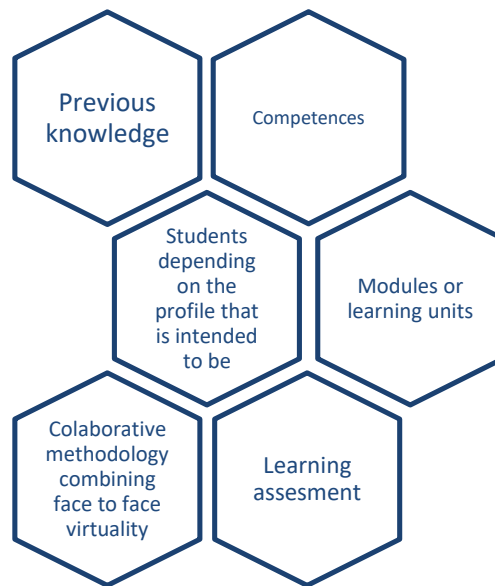 Previous
knowledge
Competences
Students
depending
on the
profile that
is intended
to be
Modules or
learning units
Colaborative
methodology
combining
face to face
virtuality
Learning
assesment